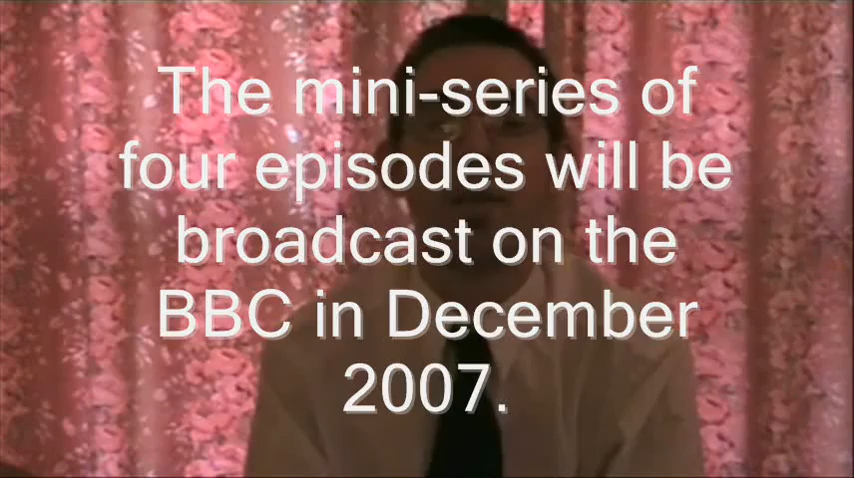 The mini-series of
four episodes will be
broadcast on the
BBC in December
2007.